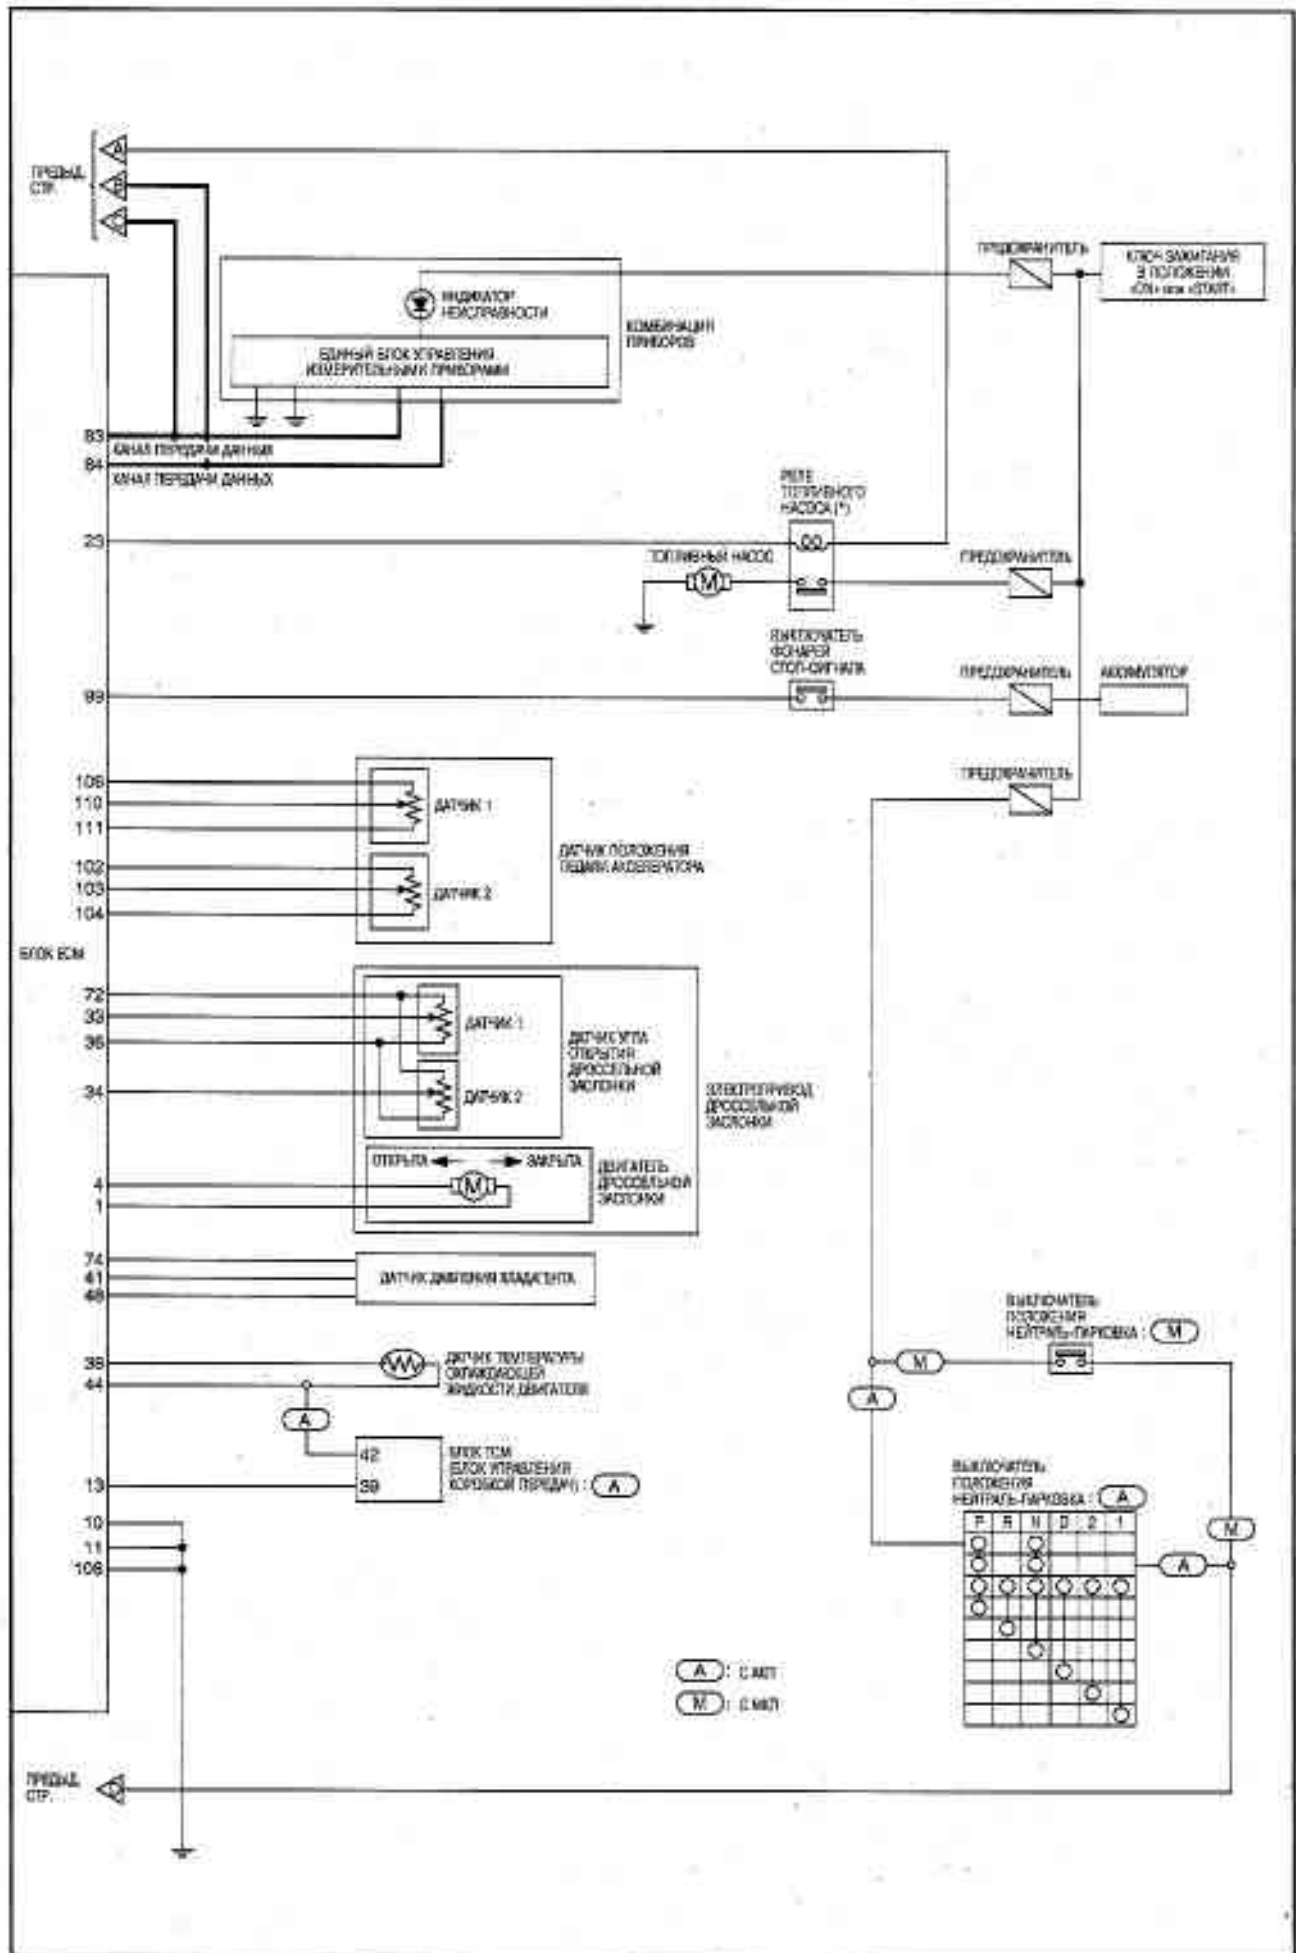 A
ПРЕДЫД.
СТР.
B
C
ПРЕДОХРАНИТЕЛЬ
КЛЮЧ ЗАЖИГАНИЯ
В ПОЛОЖЕНИИ
«ON» или «START»
ИНДИКАТОР
НЕИСПРАВНОСТИ
КОМБИНАЦИЯ
ПРИБОРОВ
ЕДИНЫЙ БЛОК УПРАВЛЕНИЯ
ИЗМЕРИТЕЛЬНЫМИ ПРИБОРАМИ
83
КАНАЛ ПЕРЕДАЧИ ДАННЫХ
84
КАНАЛ ПЕРЕДАЧИ ДАННЫХ
РЕЛЕ
ТОПЛИВНОГО
НАСОСА (*)
23
ТОПЛИВНЫЙ НАСОС
M
ПРЕДОХРАНИТЕЛЬ
ВЫКЛЮЧАТЕЛЬ
ФОНАРЕЙ
СТОП-СИГНАЛА
ПРЕДОХРАНИТЕЛЬ
АККУМУЛЯТОР
99
ПРЕДОХРАНИТЕЛЬ
106
110
111
ДАТЧИК 1
102
103
104
ДАТЧИК 2
ДАТЧИК ПОЛОЖЕНИЯ
ПЕДАЛИ АКСЕЛЕРАТОРА
БЛОК ECM
72
33
36
ДАТЧИК 1
34
ДАТЧИК 2
ДАТЧИК УГЛА
ОТКРЫТИЯ
ДРОССЕЛЬНОЙ
ЗАСЛОНКИ
ЭЛЕКТРОПРИВОД
ДРОССЕЛЬНОЙ
ЗАСЛОНКИ
ОТКРЫТА
ЗАКРЫТА
ДВИГАТЕЛЬ
ДРОССЕЛЬНОЙ
ЗАСЛОНКИ
4
M
1
74
41
48
ДАТЧИК ДАВЛЕНИЯ ХЛАДАГЕНТА
38
44
ДАТЧИК ТЕМПЕРАТУРЫ
ОХЛАЖДАЮЩЕЙ
ЖИДКОСТИ ДВИГАТЕЛЯ
A
42
39
БЛОК TCM
(БЛОК УПРАВЛЕНИЯ
КОРОБКОЙ ПЕРЕДАЧ) : A
13
10
11
108
ВЫКЛЮЧАТЕЛЬ
ПОЛОЖЕНИЯ
НЕЙТРАЛЬ-ПАРКОВКА : M
M
A
ВЫКЛЮЧАТЕЛЬ
ПОЛОЖЕНИЯ
НЕЙТРАЛЬ-ПАРКОВКА : A
P R N D 2 1
M
A
A : С АКП
M : С МКП
ПРЕДЫД.
СТР.